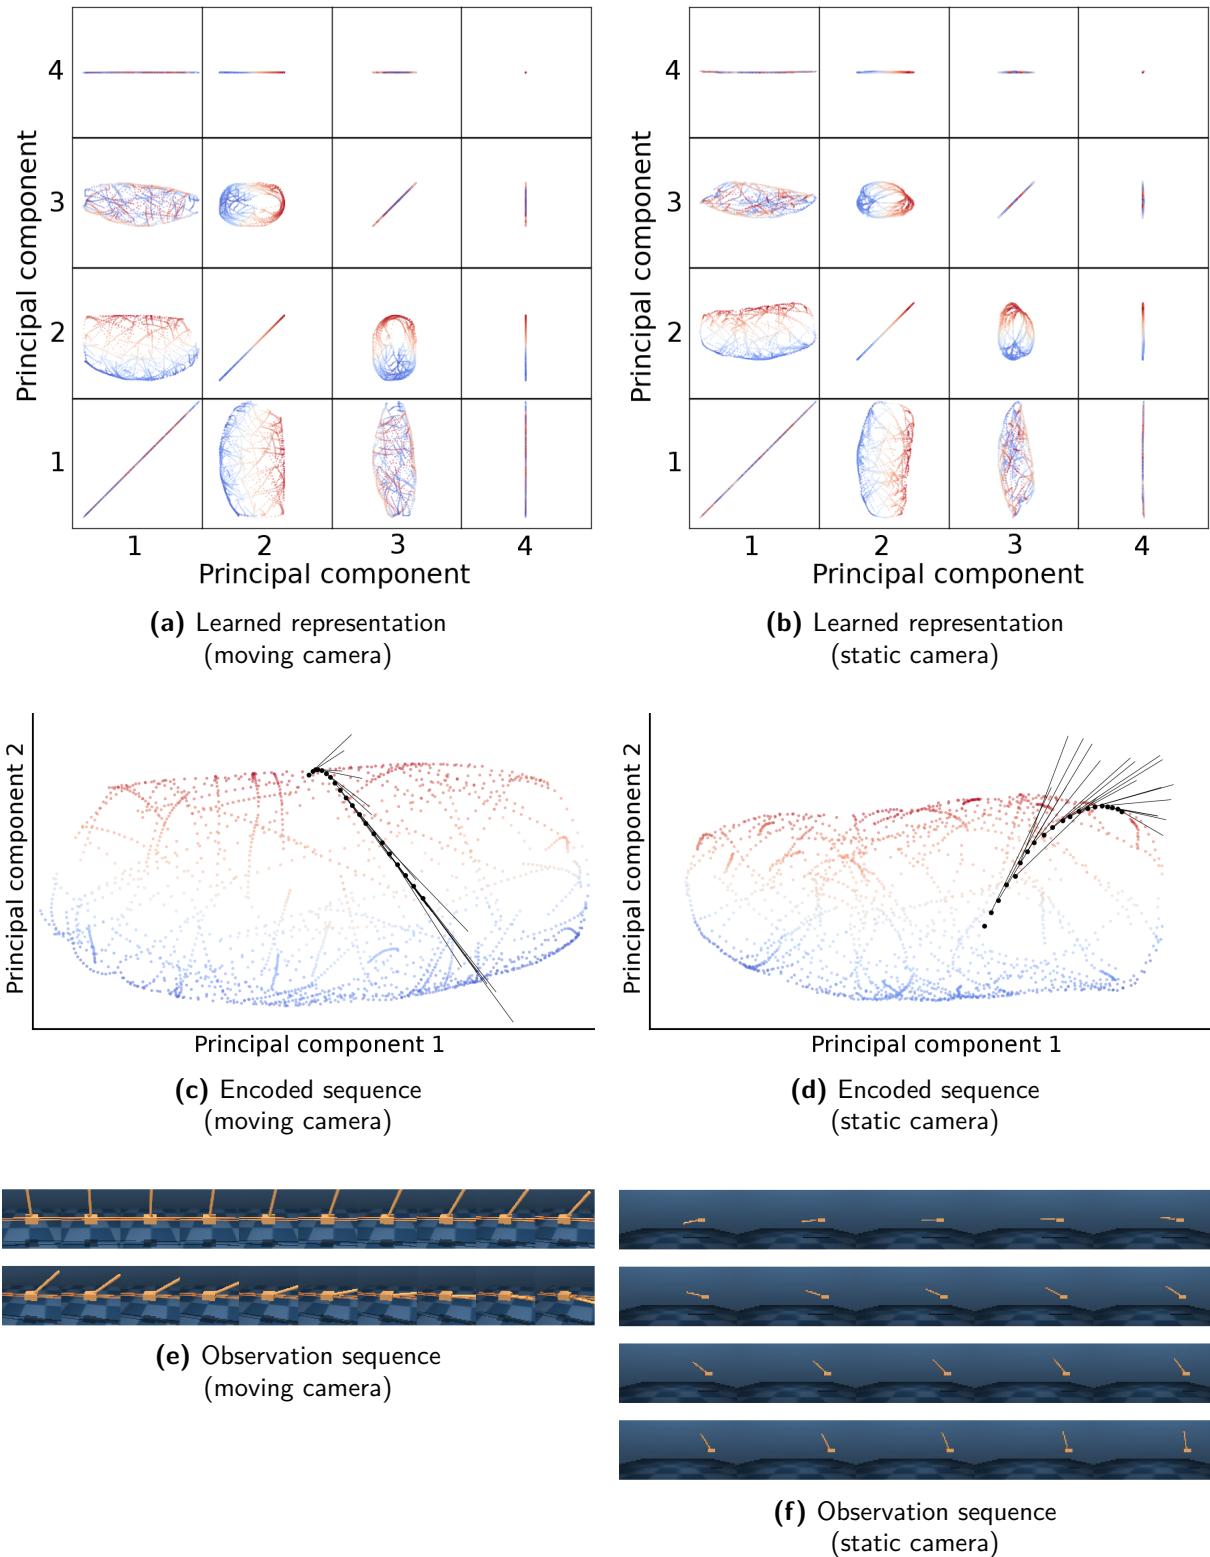 4
3
2
1
Principal component
1 2 3 4
Principal component
(a) Learned representation
(moving camera)
4
3
2
1
Principal component
1 2 3 4
Principal component
(b) Learned representation
(static camera)
Principal component 2
Principal component 1
(c) Encoded sequence
(moving camera)
Principal component 2
Principal component 1
(d) Encoded sequence
(static camera)
(e) Observation sequence
(moving camera)
(f) Observation sequence
(static camera)